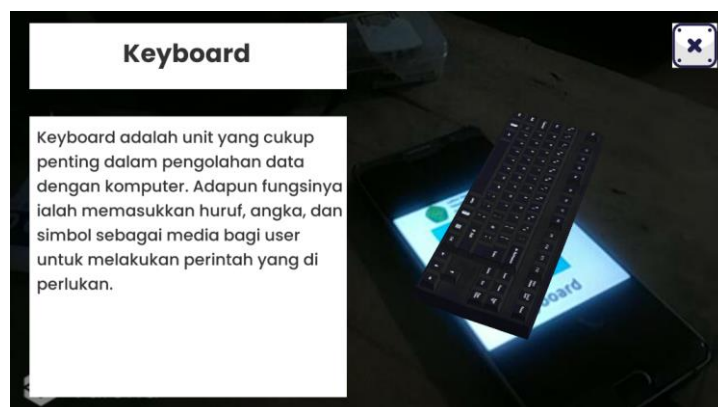 Keyboard
Keyboard adalah unit yang cukup
penting dalam pengolahan data
dengan komputer. Adapun fungsinya
ialah memasukkan huruf, angka, dan
simbol sebagai media bagi user
untuk melakukan perintah yang di
perlukan.